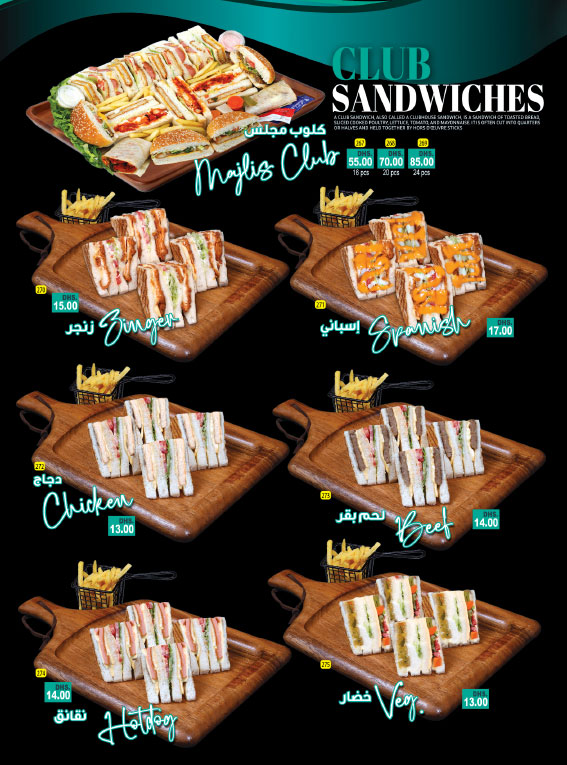 CLUB
SANDWICHES
A CLUB SANDWICH, ALSO CALLED A CLUBHOUSE SANDWICH, IS A SANDWICH OF TOASTED BREAD,
SLICED COOKED POULTRY, LETTUCE, TOMATO, AND MAYONNAISE. IT IS OFTEN CUT INTO QUARTERS
OR HALVES AND HELD TOGETHER BY HORS D'ŒUVRE STICKS
كلوب مجلس
Majlis Club
267 268 269
DHS. DHS. DHS.
55.00 70.00 85.00
16 pcs 20 pcs 24 pcs
270
DHS.
15.00
زنجر Zinger
271
إسباني Spanish
DHS.
17.00
272
دجاج
Chicken
DHS.
13.00
273
لحم بقر Beef
DHS.
14.00
274
DHS.
14.00
نقانق Hotdog
275
خضار Veg.
DHS.
13.00